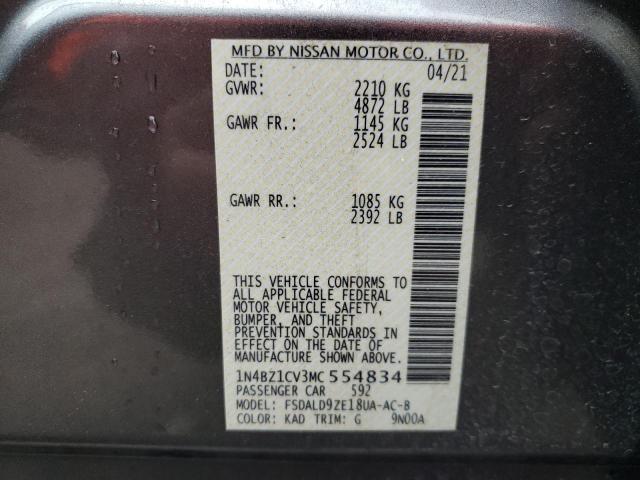 MFD BY NISSAN MOTOR CO., LTD.
DATE: 04/21
GVWR: 2210 KG
4872 LB
GAWR FR.: 1145 KG
2524 LB
GAWR RR.: 1085 KG
2392 LB
THIS VEHICLE CONFORMS TO
ALL APPLICABLE FEDERAL
MOTOR VEHICLE SAFETY,
BUMPER, AND THEFT
PREVENTION STANDARDS IN
EFFECT ON THE DATE OF
MANUFACTURE SHOWN ABOVE.
1N4BZ1CV3MC 554834
PASSENGER CAR 592
MODEL: FSDALD9ZE18UA-AC-B
COLOR: KAD TRIM: G 9N00A